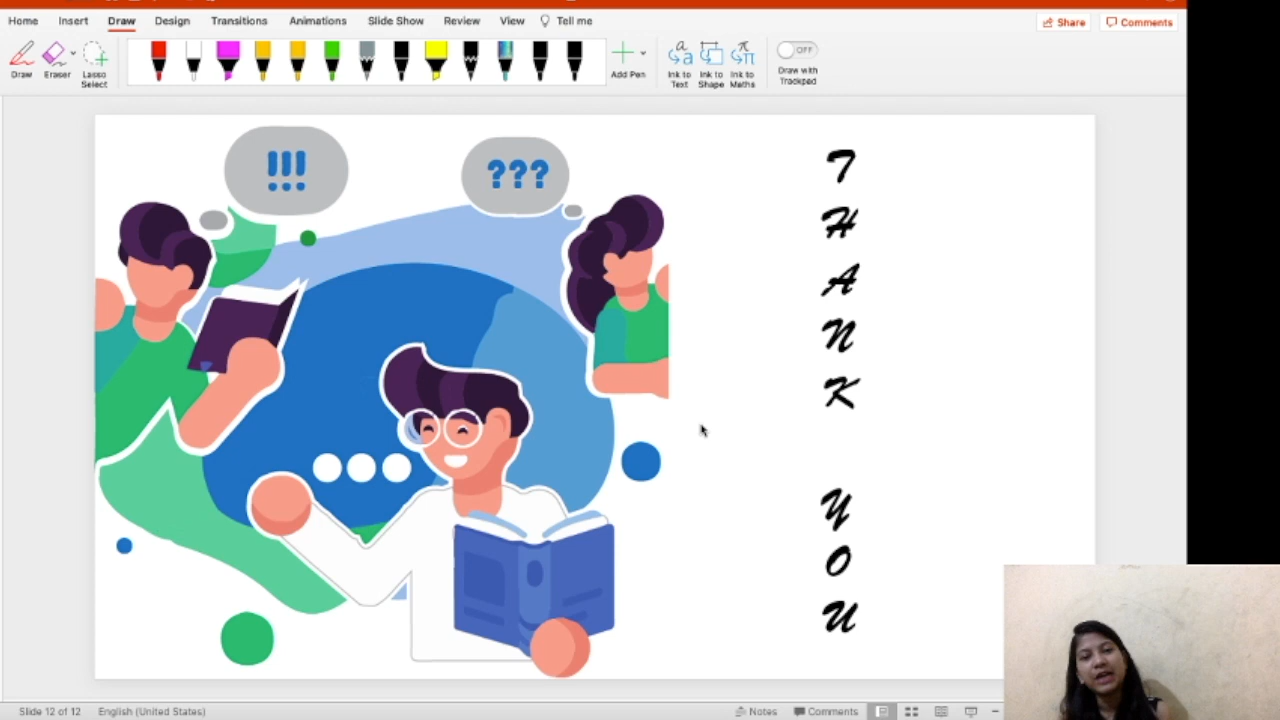 Home Insert Draw Design Transitions Animations Slide Show Review View Tell me Share Comments
Draw Eraser Lasso Select Add Pen Ink to Text Ink to Shape Ink to Maths OFF Draw with Trackpad
!!! ???
T
H
A
N
K
Y
O
U
Slide 12 of 12 English (United States) Notes Comments